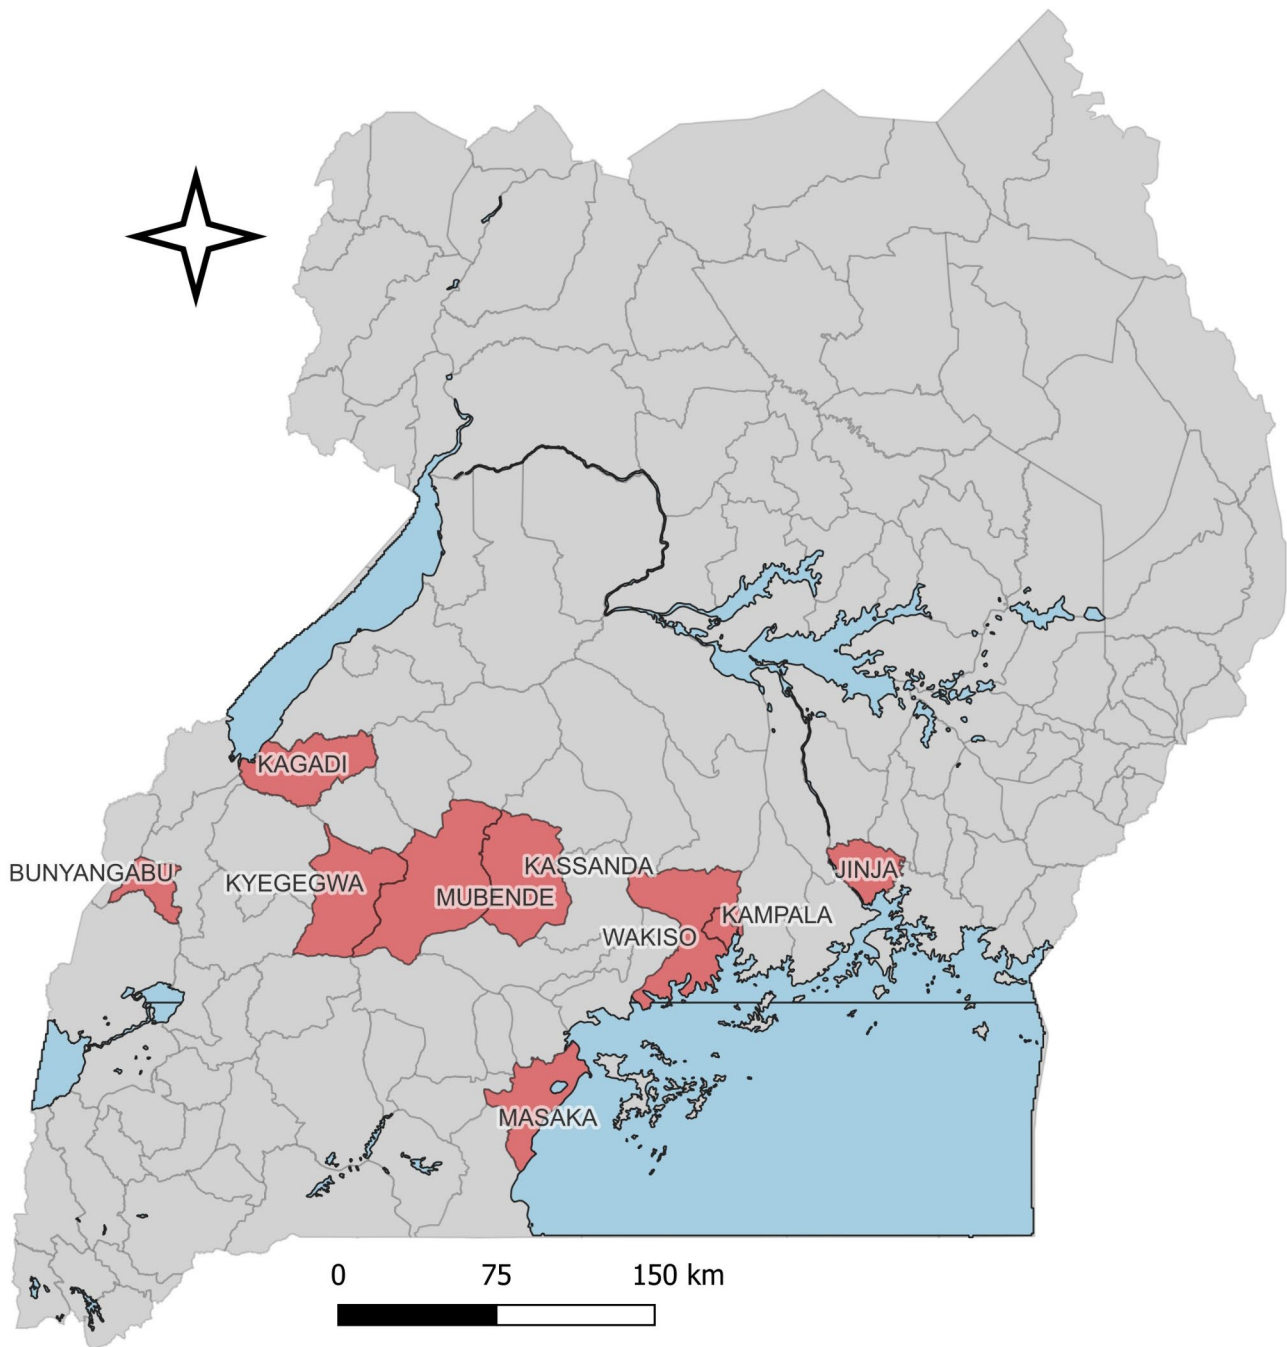 KAGADI
BUNYANGABU
KYEGEGWA
MUBENDE
KASSANDA
JINJA
KAMPALA
WAKISO
MASAKA
0 75 150 km